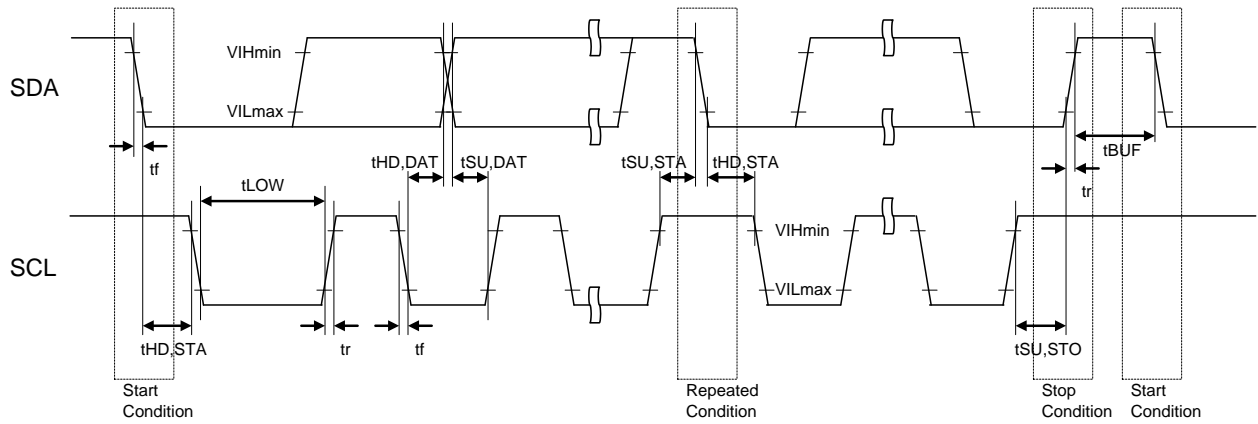 VIHmin
SDA
VILmax
tf
tHD,DAT
tSU,DAT
tSU,STA
tHD,STA
tBUF
tr
tLOW
SCL
VIHmin
VILmax
tHD,STA
tr
tf
tSU,STO
Start
Condition
Repeated
Condition
Stop
Condition
Start
Condition